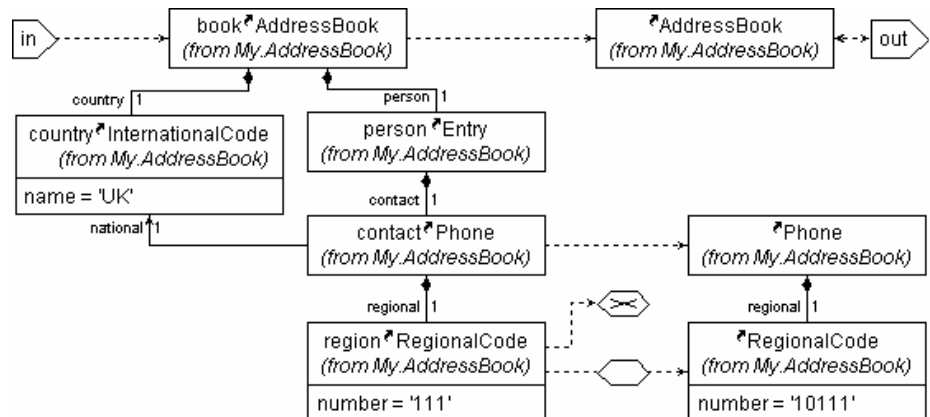 in
book AddressBook
(from My.AddressBook)
AddressBook
(from My.AddressBook)
out
country 1
person 1
country InternationalCode
(from My.AddressBook)
name = 'UK'
person Entry
(from My.AddressBook)
contact 1
national 1
contact Phone
(from My.AddressBook)
Phone
(from My.AddressBook)
regional 1
regional 1
region RegionalCode
(from My.AddressBook)
number = '111'
RegionalCode
(from My.AddressBook)
number = '10111'